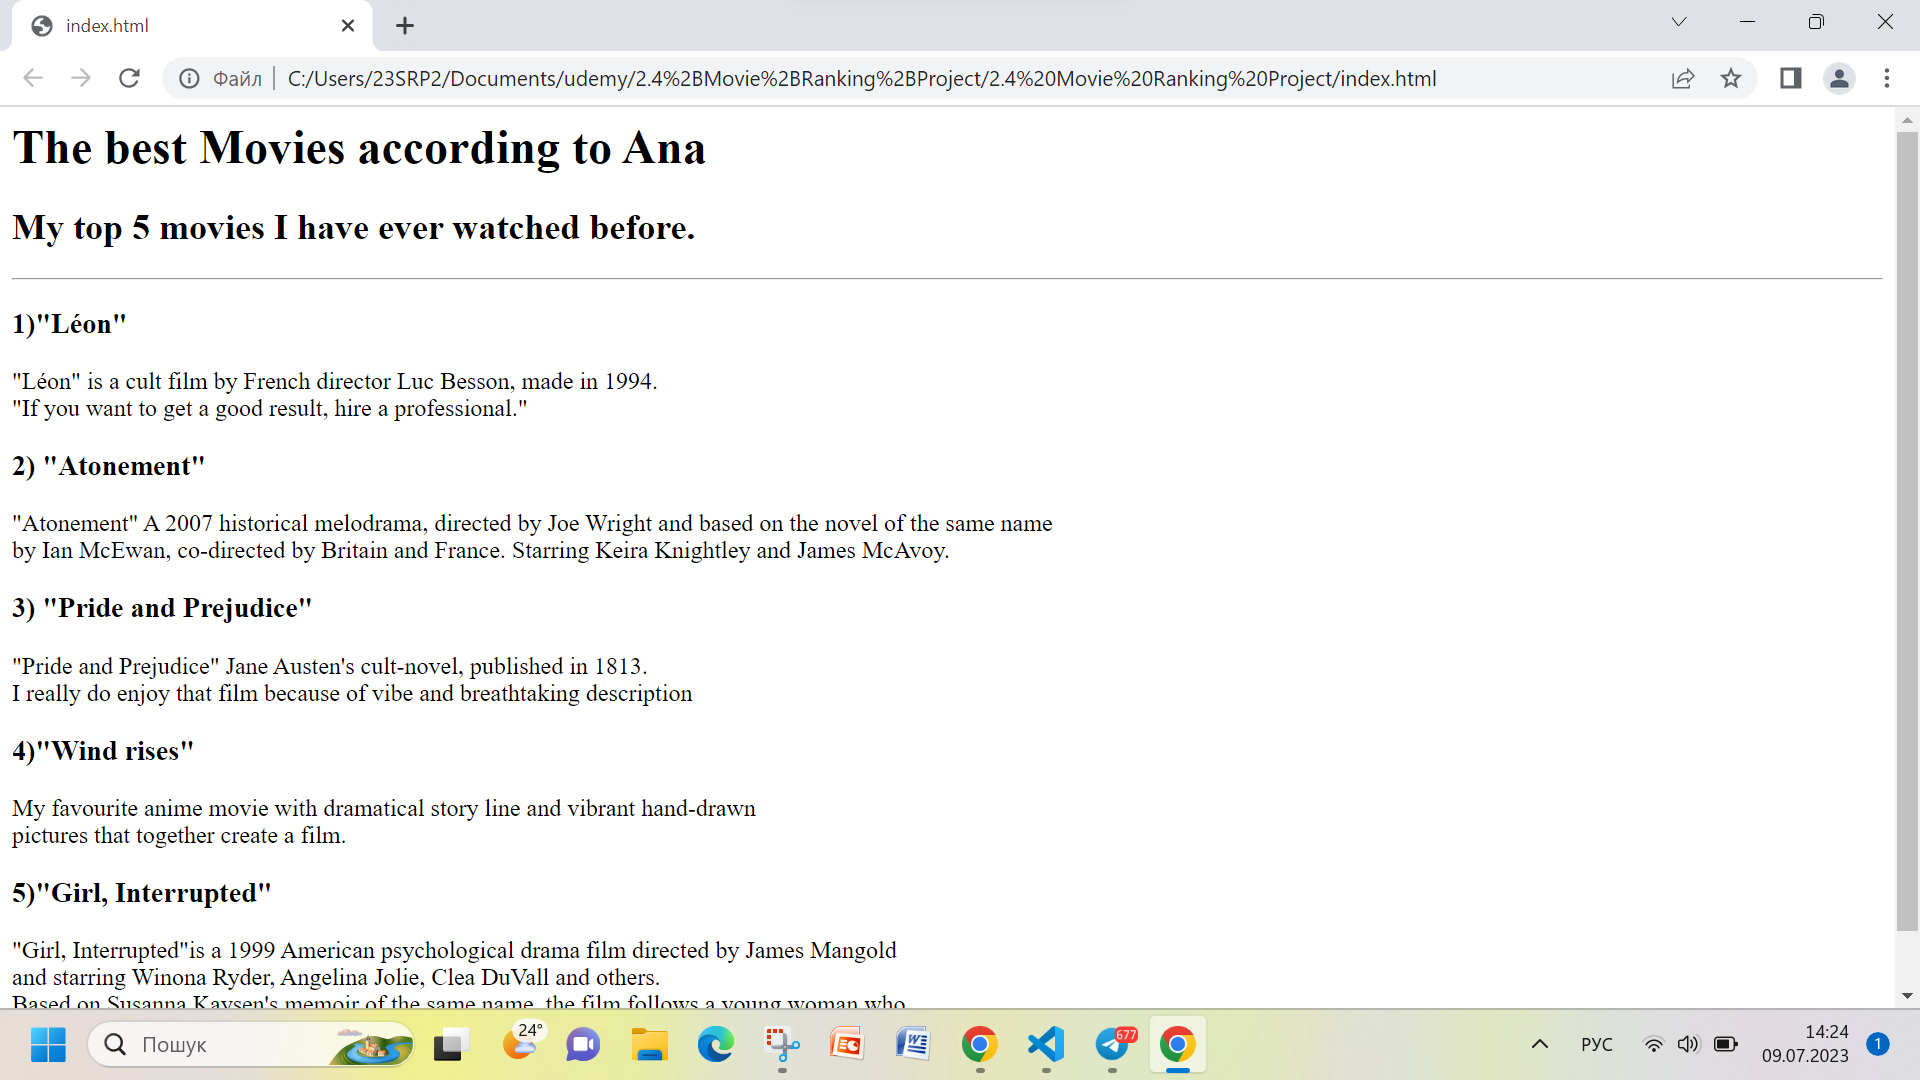 index.html
Файл
C:/Users/23SRP2/Documents/udemy/2.4%2BMovie%2BRanking%2BProject/2.4%20Movie%20Ranking%20Project/index.html
The best Movies according to Ana
My top 5 movies I have ever watched before.
1)"Léon"
"Léon" is a cult film by French director Luc Besson, made in 1994.
"If you want to get a good result, hire a professional."
2) "Atonement"
"Atonement" A 2007 historical melodrama, directed by Joe Wright and based on the novel of the same name
by Ian McEwan, co-directed by Britain and France. Starring Keira Knightley and James McAvoy.
3) "Pride and Prejudice"
"Pride and Prejudice" Jane Austen's cult-novel, published in 1813.
I really do enjoy that film because of vibe and breathtaking description
4)"Wind rises"
My favourite anime movie with dramatical story line and vibrant hand-drawn
pictures that together create a film.
5)"Girl, Interrupted"
"Girl, Interrupted"is a 1999 American psychological drama film directed by James Mangold
and starring Winona Ryder, Angelina Jolie, Clea DuVall and others.
Based on Susanna Kaysen's memoir of the same name, the film follows a young woman who
Пошук
24°
677
РУС
14:24
09.07.2023
1